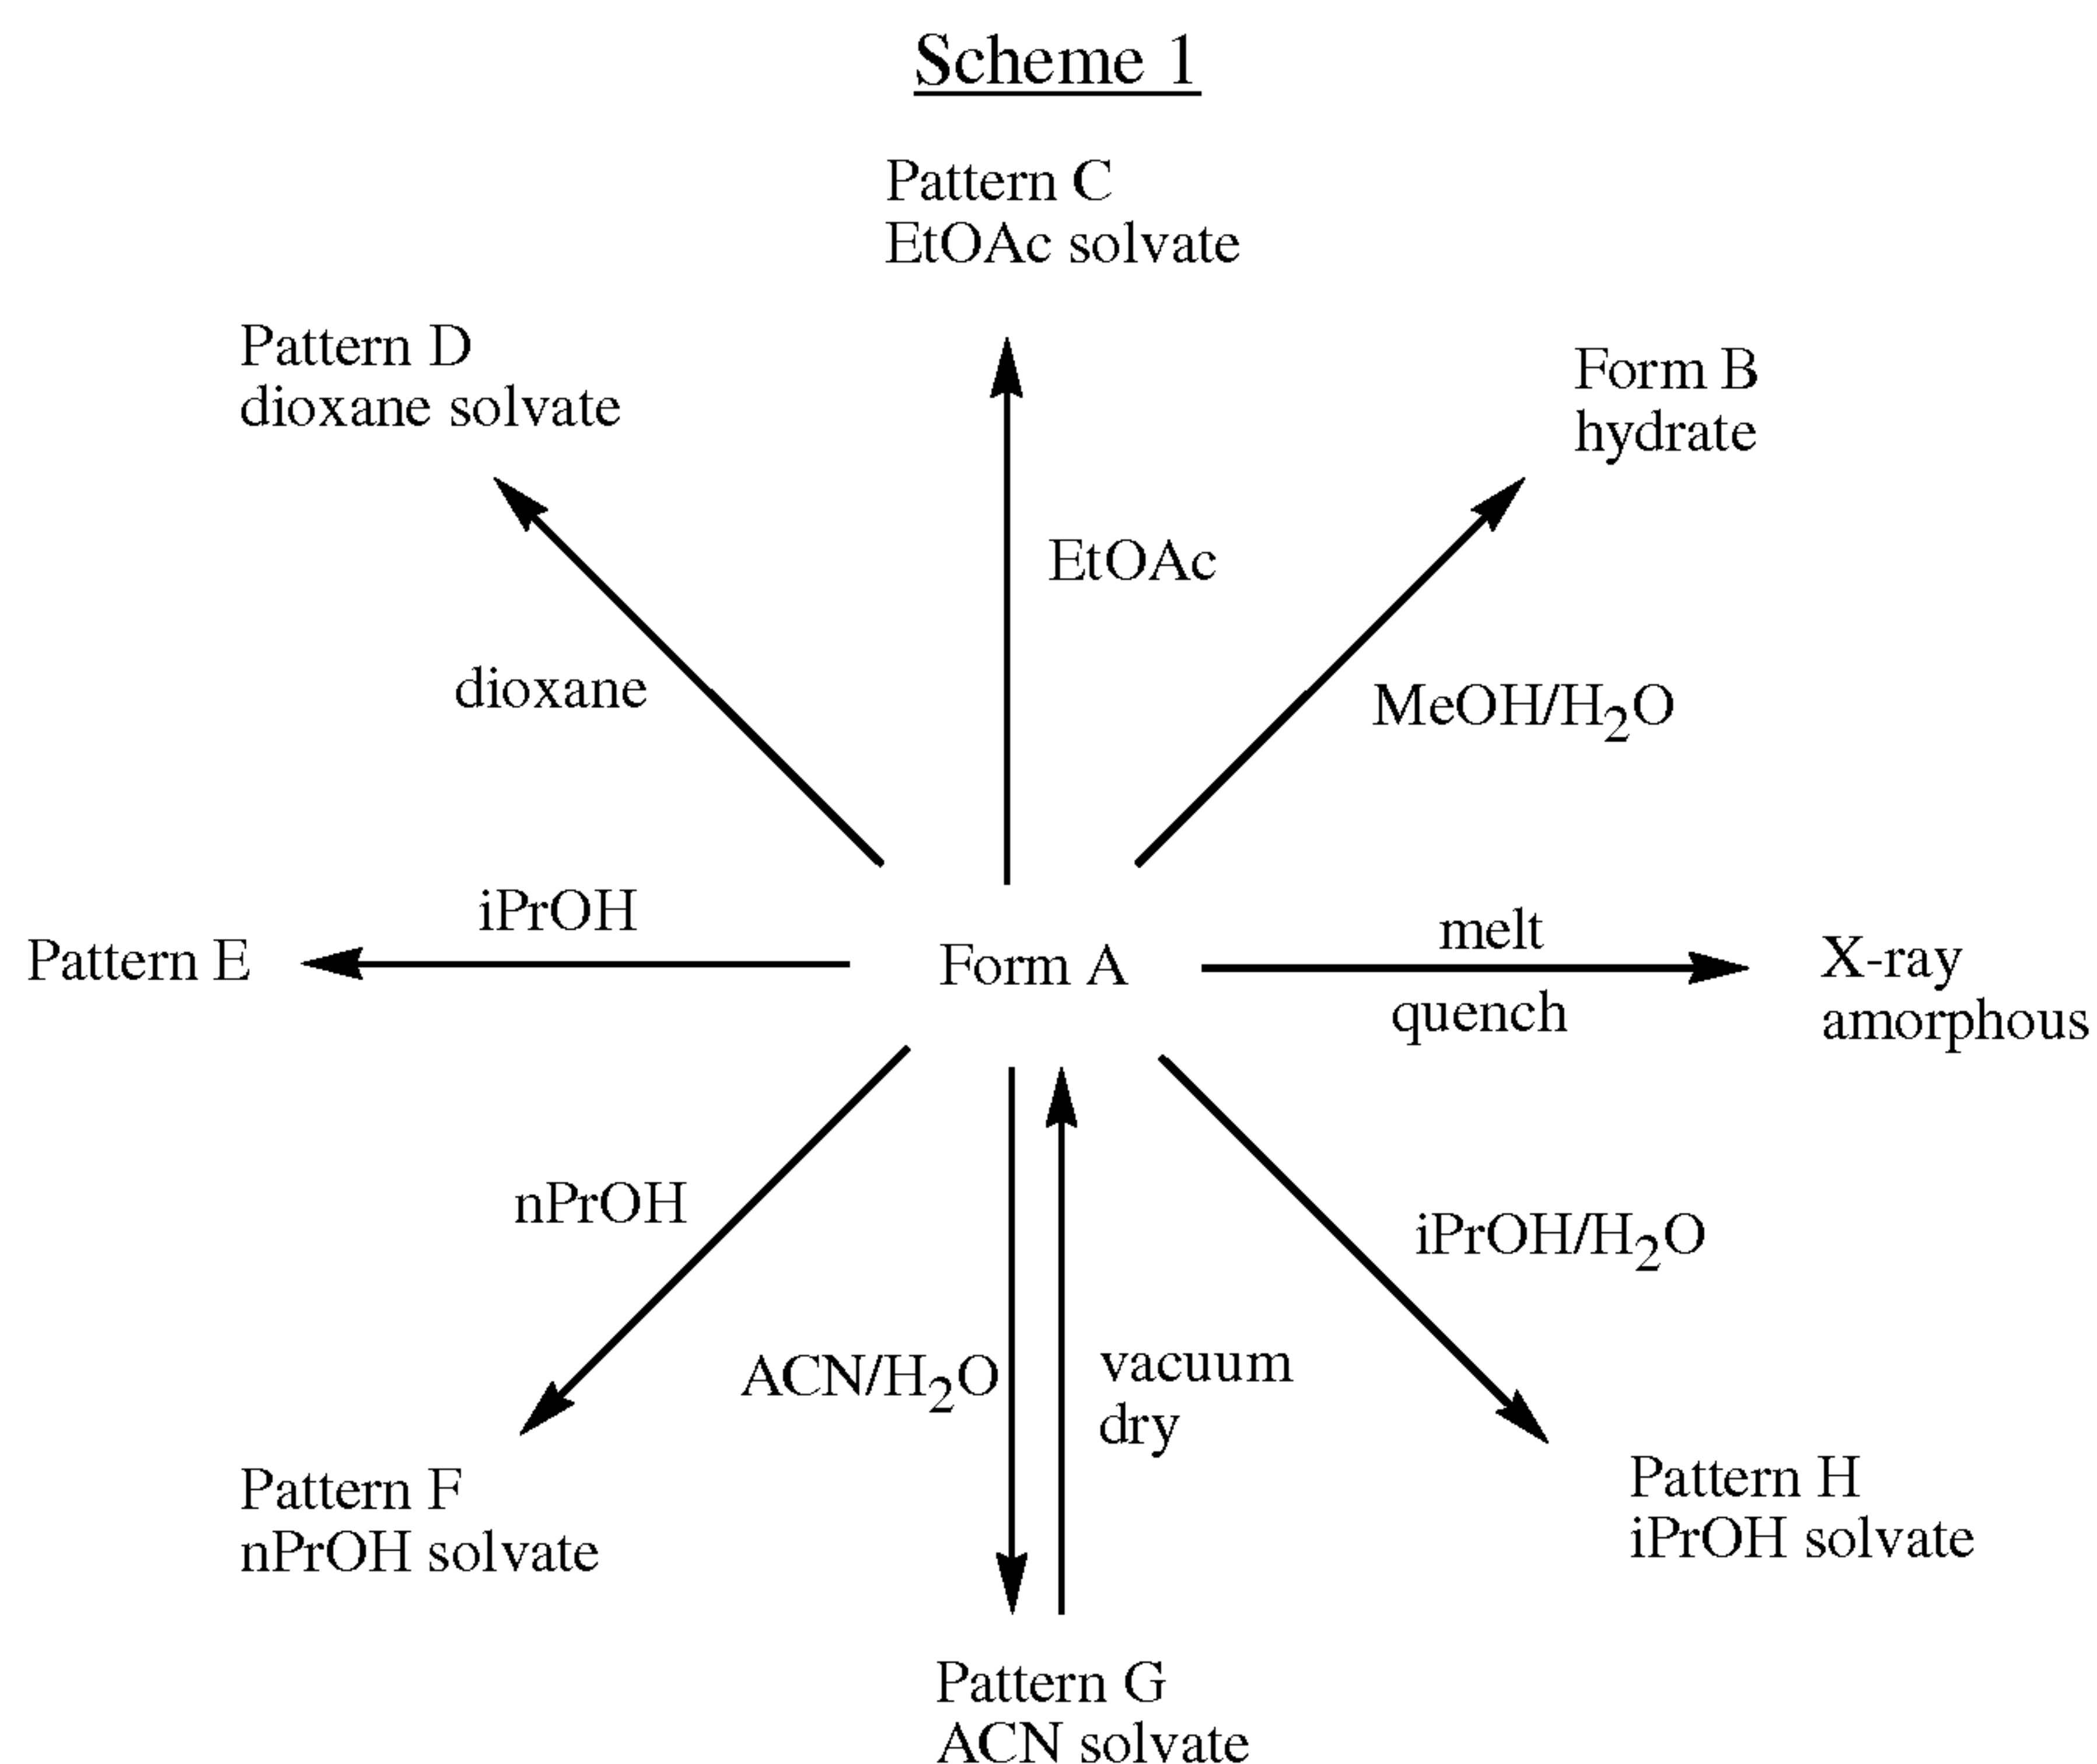 Scheme 1
Pattern C
EtOAc solvate
Pattern D
dioxane solvate
Form B
hydrate
EtOAc
dioxane
MeOH/H2O
iPrOH
Pattern E
Form A
melt
quench
X-ray
amorphous
nPrOH
ACN/H2O
vacuum
dry
iPrOH/H2O
Pattern F
nPrOH solvate
Pattern H
iPrOH solvate
Pattern G
ACN solvate